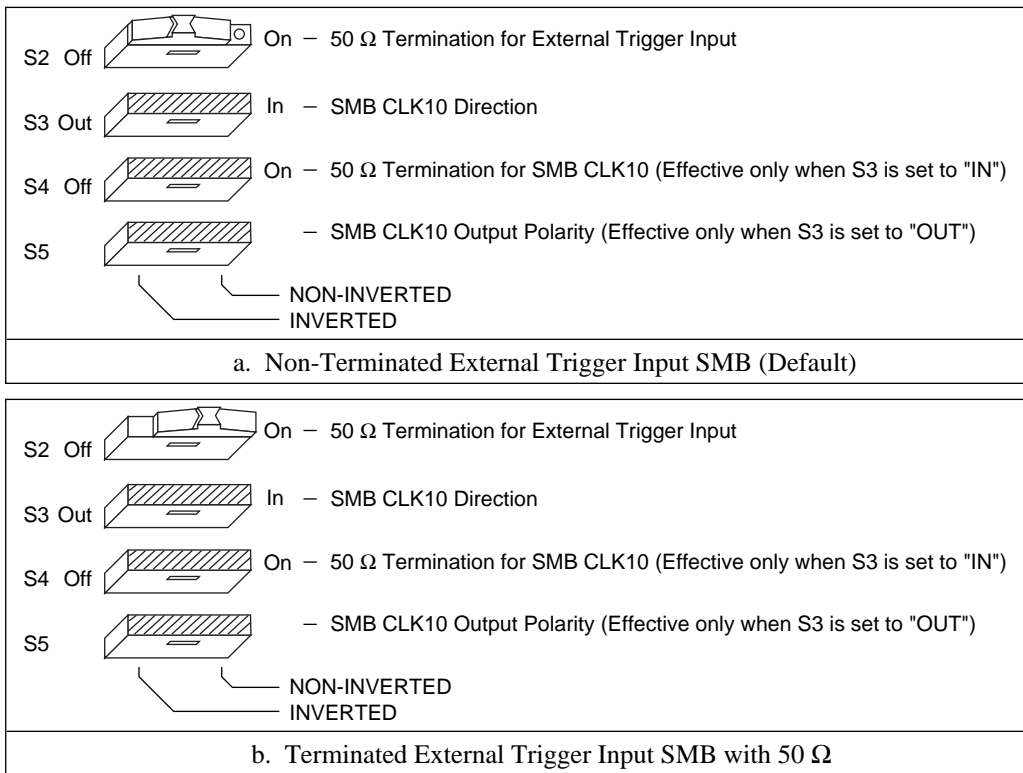 S2 Off On – 50 Ω Termination for External Trigger Input
S3 Out In – SMB CLK10 Direction
S4 Off On – 50 Ω Termination for SMB CLK10 (Effective only when S3 is set to "IN")
S5 – SMB CLK10 Output Polarity (Effective only when S3 is set to "OUT")
NON-INVERTED
INVERTED
a. Non-Terminated External Trigger Input SMB (Default)
S2 Off On – 50 Ω Termination for External Trigger Input
S3 Out In – SMB CLK10 Direction
S4 Off On – 50 Ω Termination for SMB CLK10 (Effective only when S3 is set to "IN")
S5 – SMB CLK10 Output Polarity (Effective only when S3 is set to "OUT")
NON-INVERTED
INVERTED
b. Terminated External Trigger Input SMB with 50 Ω